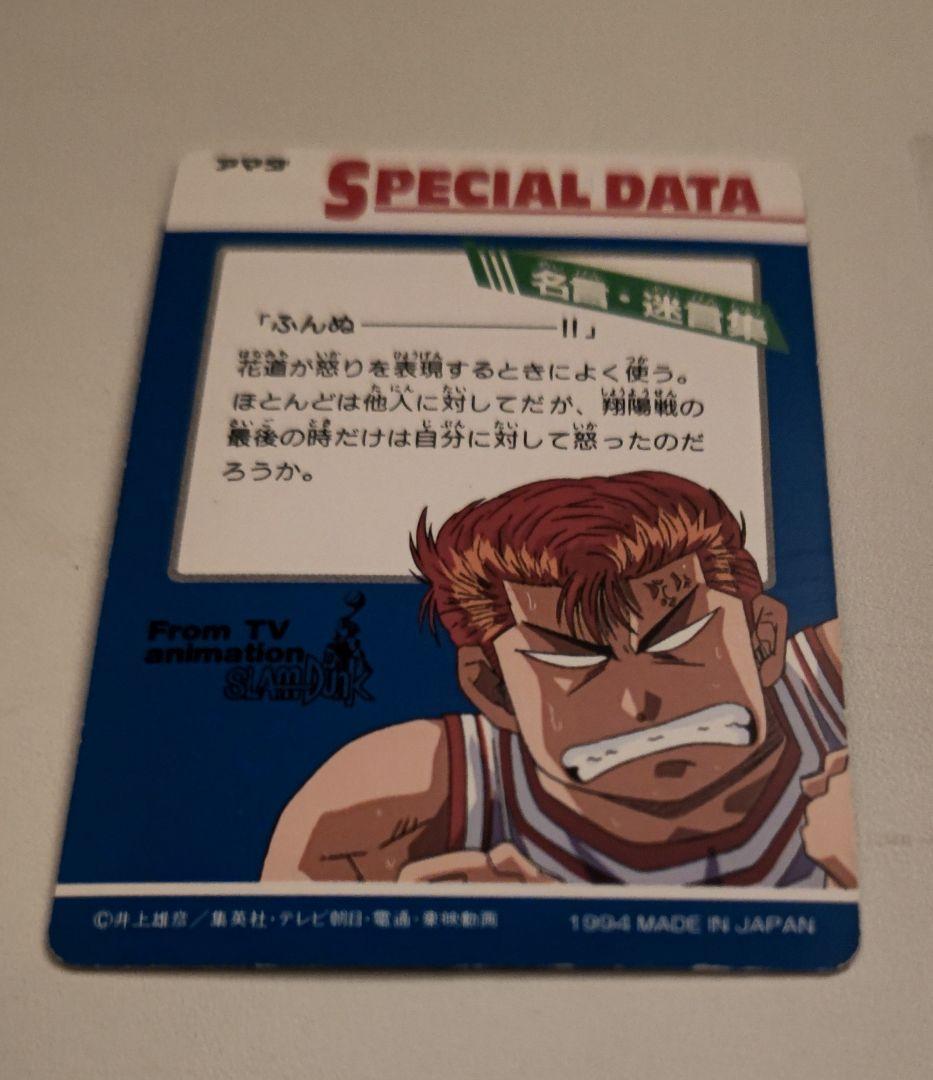 アマダ
SPECIAL DATA
名言・迷言集
「ふんぬ――――――!!」
花道が怒りを表現するときによく使う。
ほとんどは他人に対してだが、翔陽戦の
最後の時だけは自分に対して怒ったのだ
ろうか。
From TV
animation
SLAM DUNK
©井上雄彦／集英社・テレビ朝日・電通・東映動画
1994 MADE IN JAPAN